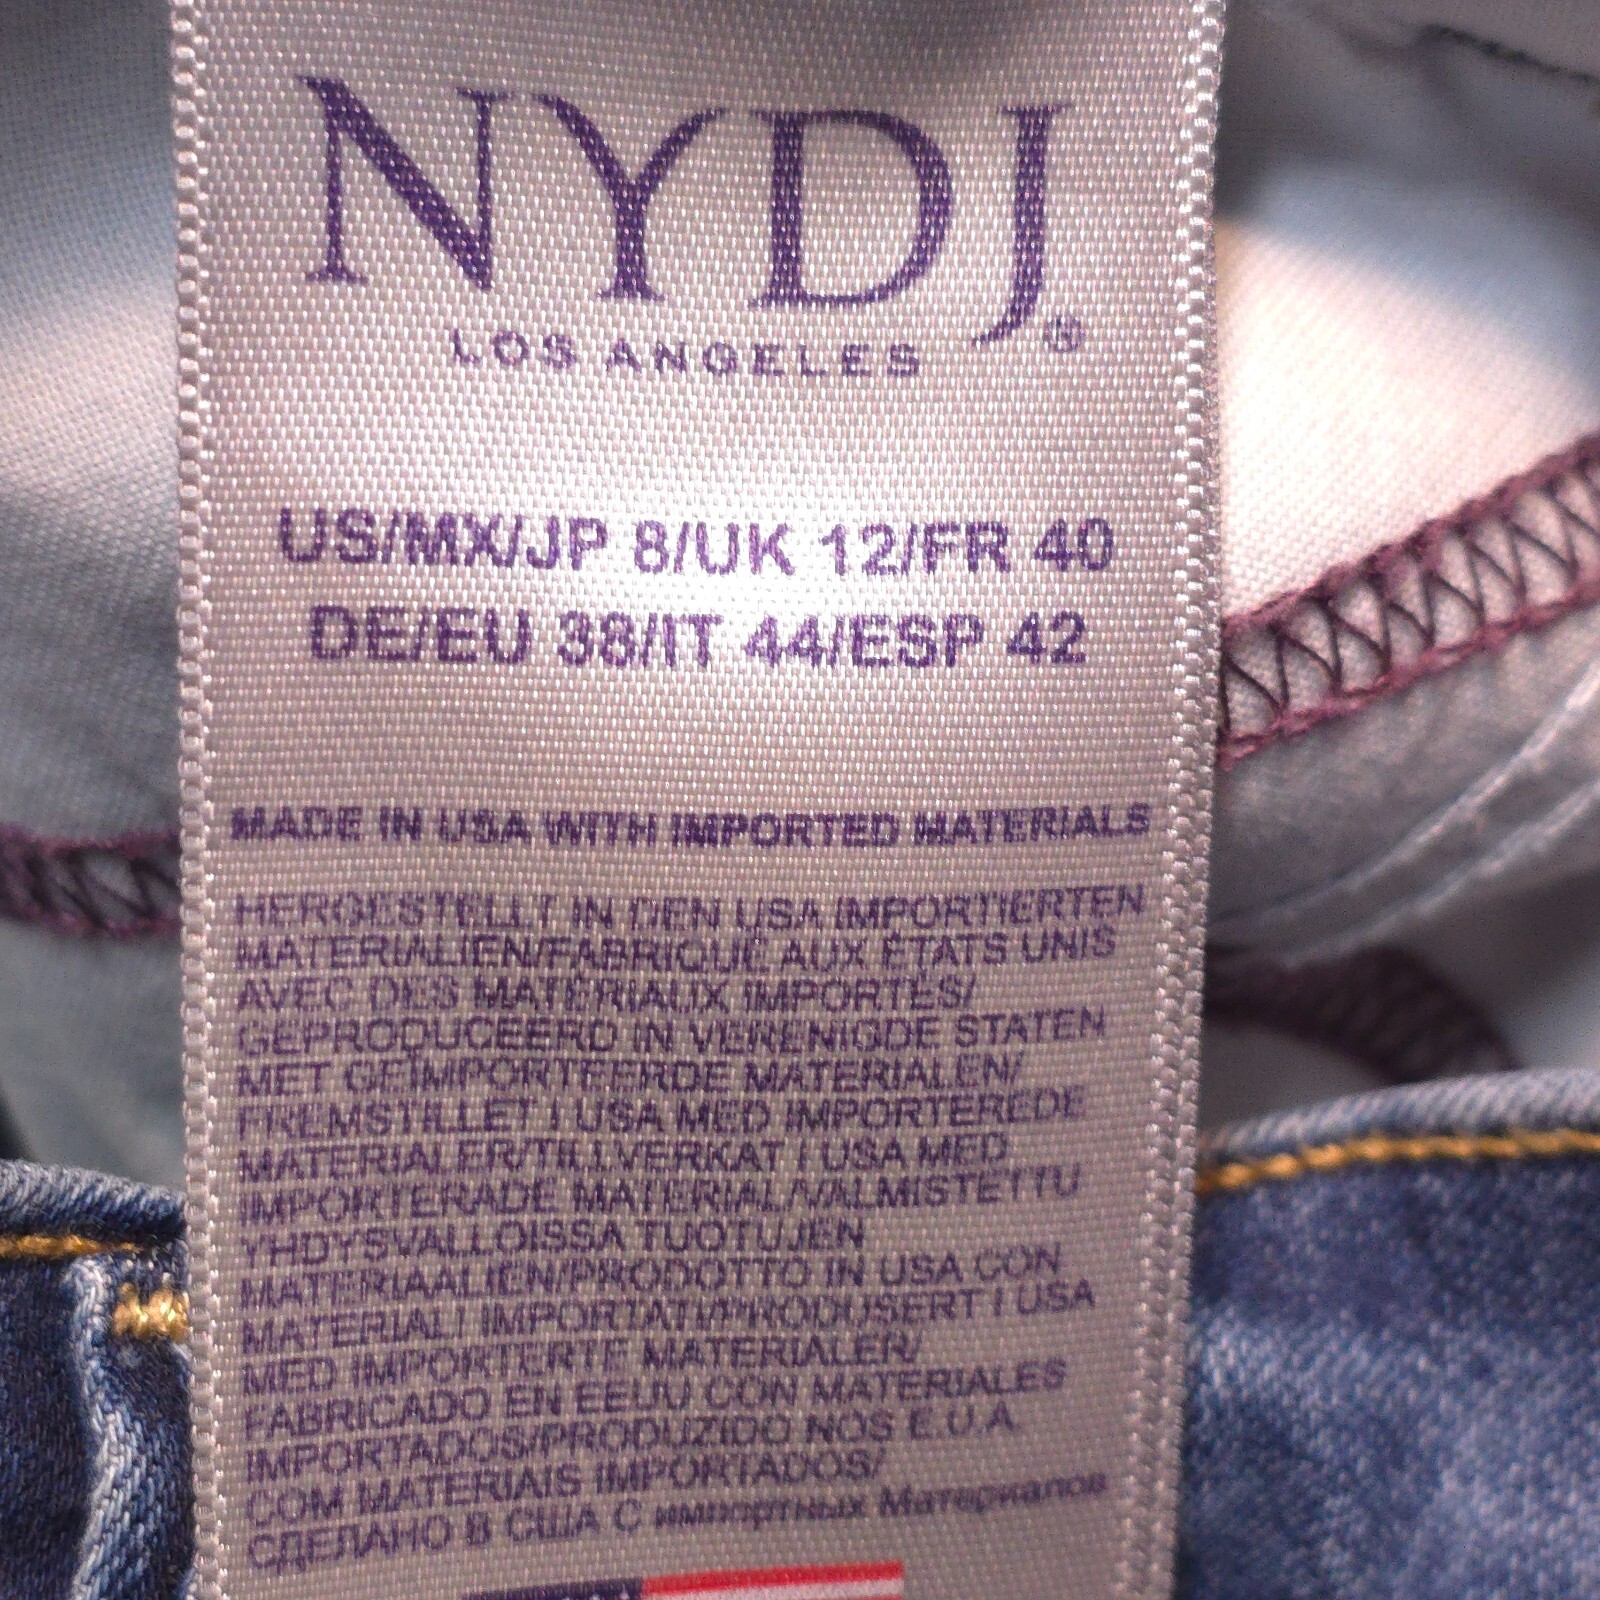 NYDJ®
LOS ANGELES
US/MX/JP 8/UK 12/FR 40
DE/EU 38/IT 44/ESP 42
MADE IN USA WITH IMPORTED MATERIALS
HERGESTELLT IN DEN USA IMPORTIERTEN
MATERIALIEN/FABRIQUÉ AUX ÉTATS UNIS
AVEC DES MATÉRIAUX IMPORTÉS/
GEPRODUCEERD IN VERENIGDE STATEN
MET GEÏMPORTEERDE MATERIALEN/
FREMSTILLET I USA MED IMPORTEREDE
MATERIALER/TILLVERKAT I USA MED
IMPORTERADE MATERIAL/VALMISTETTU
YHDYSVALLOISSA TUOTUJEN
MATERIAALIEN/PRODOTTO IN USA CON
MATERIALI IMPORTATI/PRODUSERT I USA
MED IMPORTERTE MATERIALER/
FABRICADO EN EEUU CON MATERIALES
IMPORTADOS/PRODUZIDO NOS E.U.A
COM MATERIAIS IMPORTADOS/
СДЕЛАНО В США С импортных Материалов